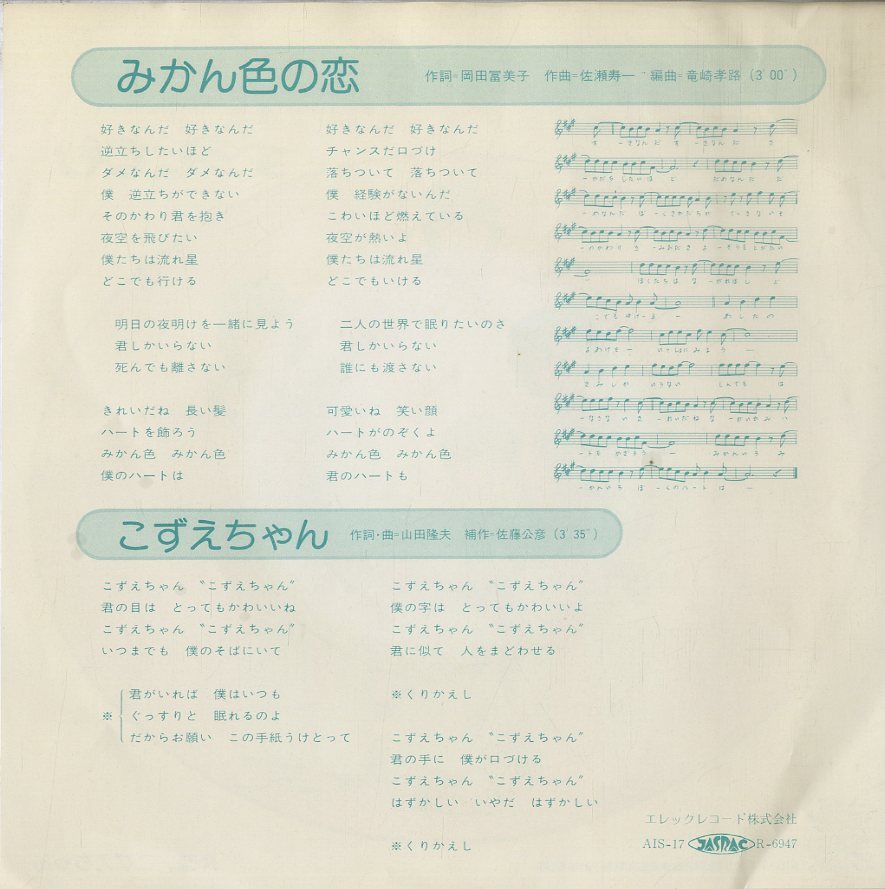 みかん色の恋
作詞=岡田冨美子 作曲=佐瀬寿一 編曲=竜崎孝路(3'00")
好きなんだ 好きなんだ
逆立ちしたいほど
ダメなんだ ダメなんだ
僕 逆立ちができない
そのかわり君を抱き
夜空を飛びたい
僕たちは流れ星
どこでも行ける
明日の夜明けを一緒に見よう
君しかいらない
死んでも離さない
きれいだね 長い髪
ハートを飾ろう
みかん色 みかん色
僕のハートは
好きなんだ 好きなんだ
チャンスだ口づけ
落ちついて 落ちついて
僕 経験がないんだ
こわいほど燃えている
夜空が熱いよ
僕たちは流れ星
どこでもいける
二人の世界で眠りたいのさ
君しかいらない
誰にも渡さない
可愛いね 笑い顔
ハートがのぞくよ
みかん色 みかん色
君のハートも
こずえちゃん
作詞・曲=山田隆夫 補作=佐藤公彦(3'35")
こずえちゃん 〝こずえちゃん〟
君の目は とってもかわいいね
こずえちゃん 〝こずえちゃん〟
いつまでも 僕のそばにいて
※
君がいれば 僕はいつも
ぐっすりと 眠れるのよ
だからお願い この手紙うけとって
こずえちゃん 〝こずえちゃん〟
僕の字は とってもかわいいよ
こずえちゃん 〝こずえちゃん〟
君に似て 人をまどわせる
※くりかえし
こずえちゃん 〝こずえちゃん〟
君の手に 僕が口づける
こずえちゃん 〝こずえちゃん〟
はずかしい いやだ はずかしい
※くりかえし
エレックレコード株式会社
AIS-17 JASRAC R-6947